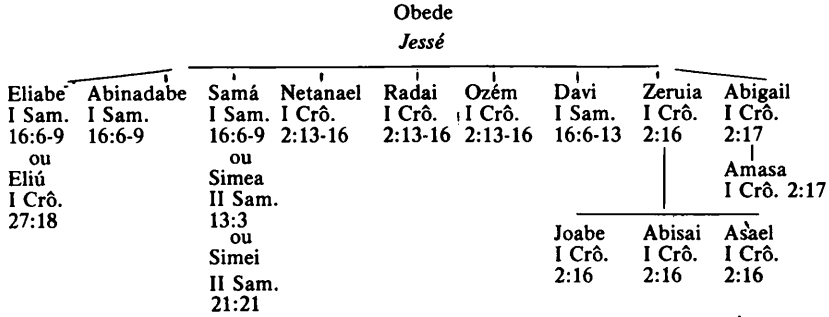 Obede
Jessé
Eliabe Abinadabe Samá Netanael Radai Ozém Davi Zeruia Abigail
I Sam. I Sam. I Sam. I Crô. I Crô. I Crô. I Sam. I Crô. I Crô.
16:6-9 16:6-9 16:6-9 2:13-16 2:13-16 2:13-16 16:6-13 2:16 2:17
ou ou
Eliú Simea Amasa
I Crô. II Sam. I Crô. 2:17
27:18 13:3
ou
Simei Joabe Abisai Asael
II Sam. I Crô. I Crô. I Crô.
21:21 2:16 2:16 2:16